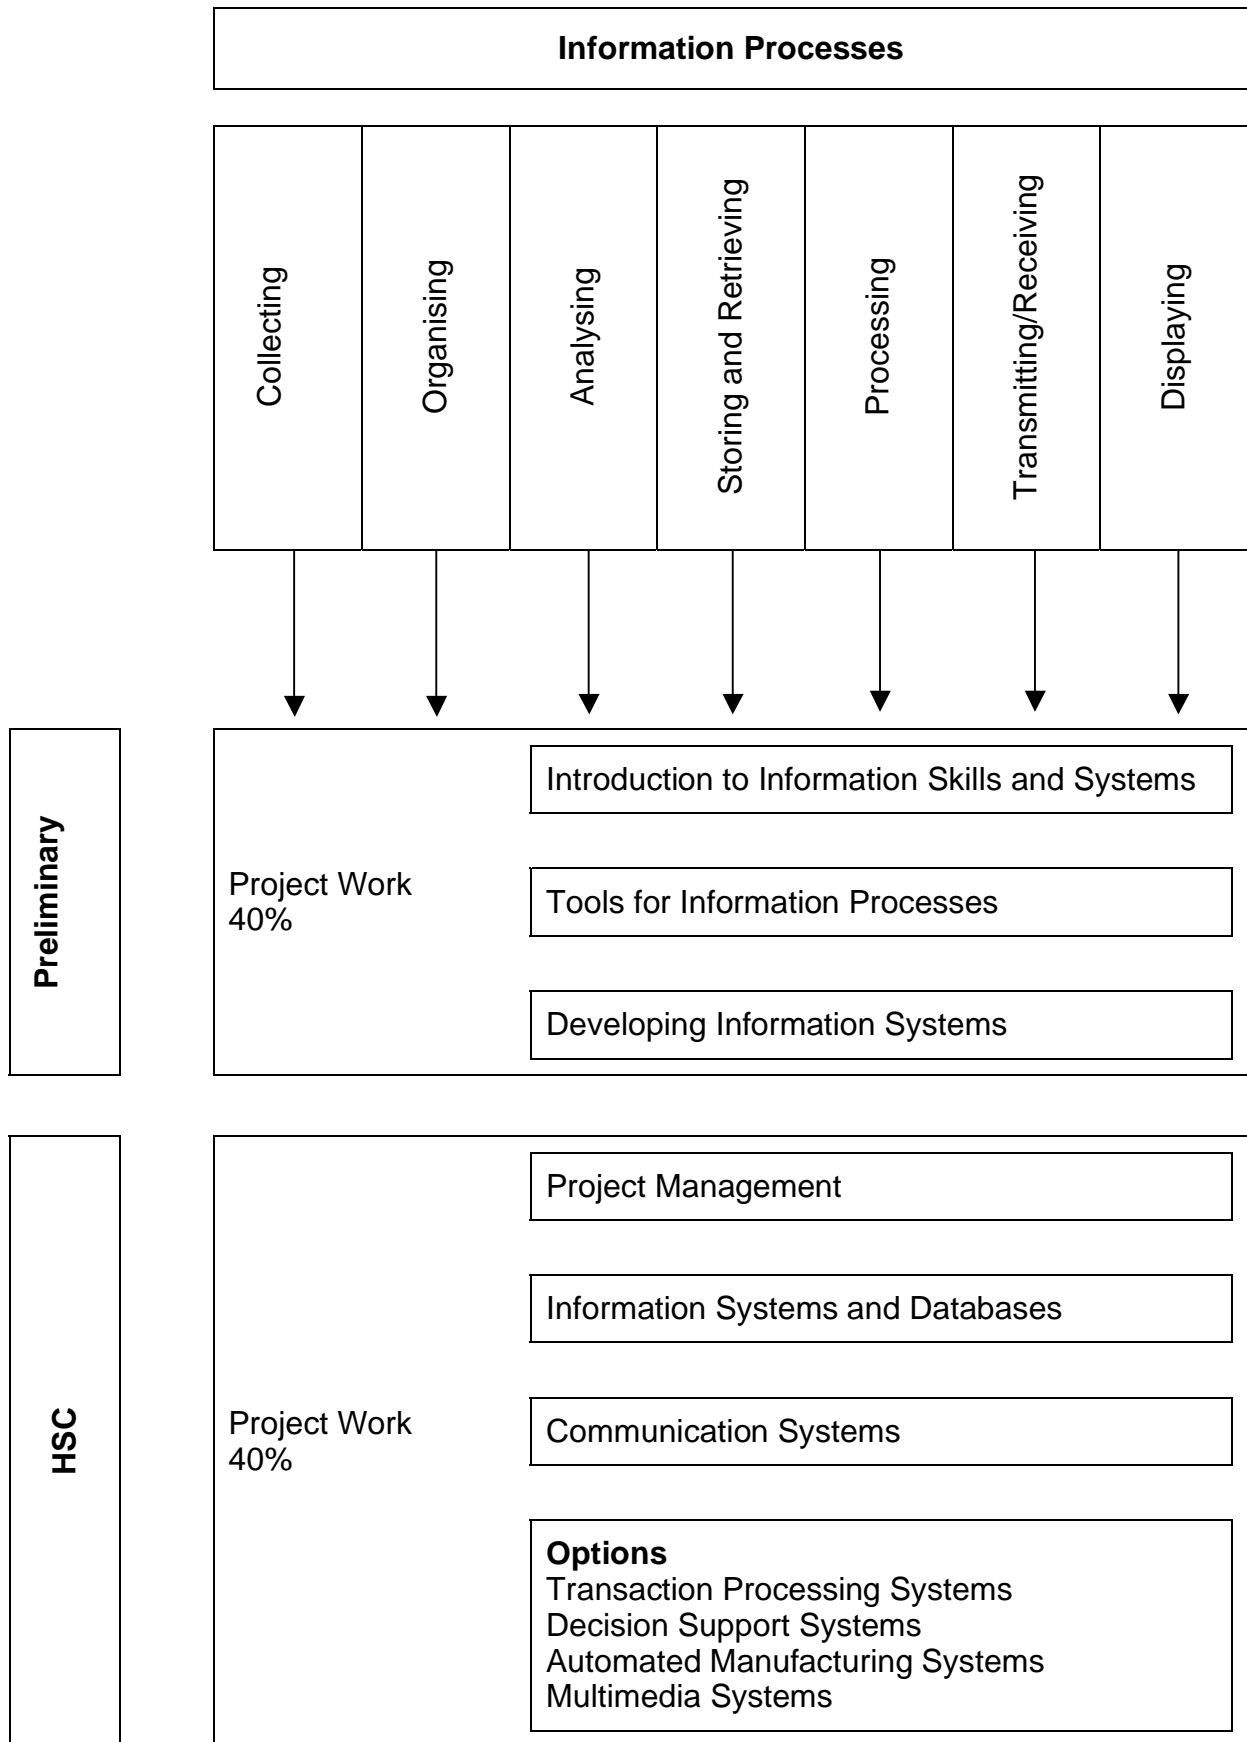 Information Processes
Collecting
Organising
Analysing
Storing and Retrieving
Processing
Transmitting/Receiving
Displaying
Preliminary
Project Work
40%
Introduction to Information Skills and Systems
Tools for Information Processes
Developing Information Systems
HSC
Project Work
40%
Project Management
Information Systems and Databases
Communication Systems
Options
Transaction Processing Systems
Decision Support Systems
Automated Manufacturing Systems
Multimedia Systems